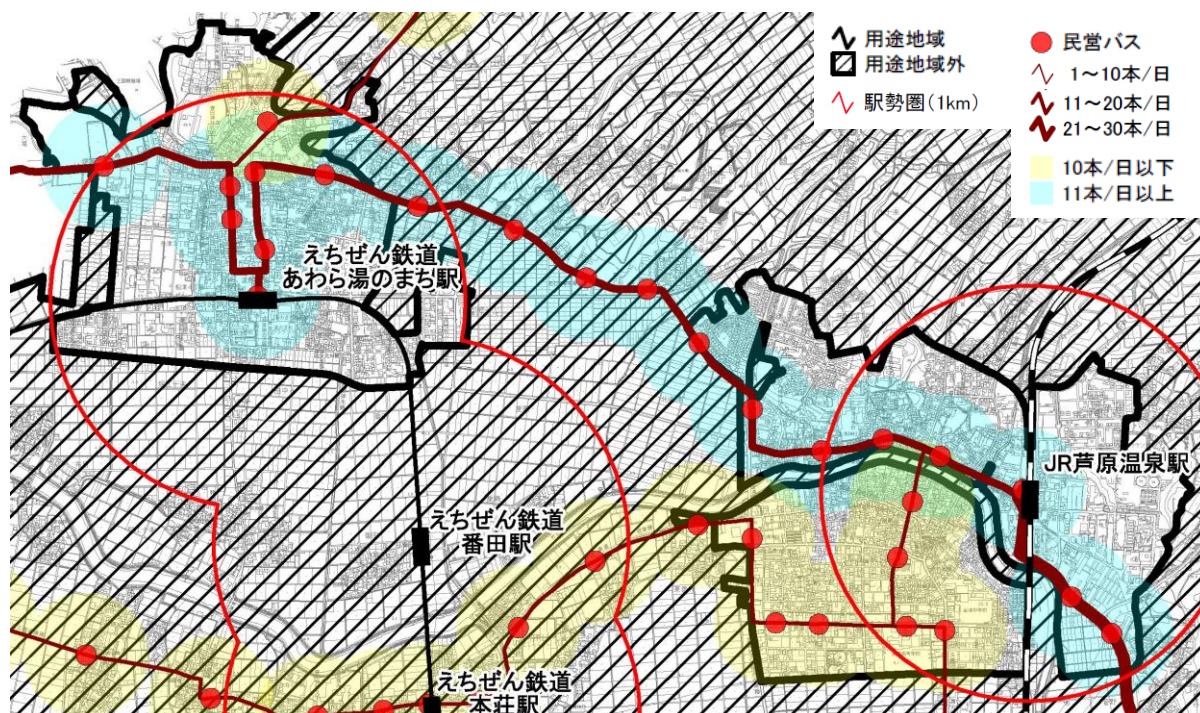 用途地域
用途地域外
駅勢圏(1km)
民営バス
1～10本/日
11～20本/日
21～30本/日
10本/日以下
11本/日以上
えちぜん鉄道
あわら湯のまち駅
JR芦原温泉駅
えちぜん鉄道
番田駅
えちぜん鉄道
本荘駅